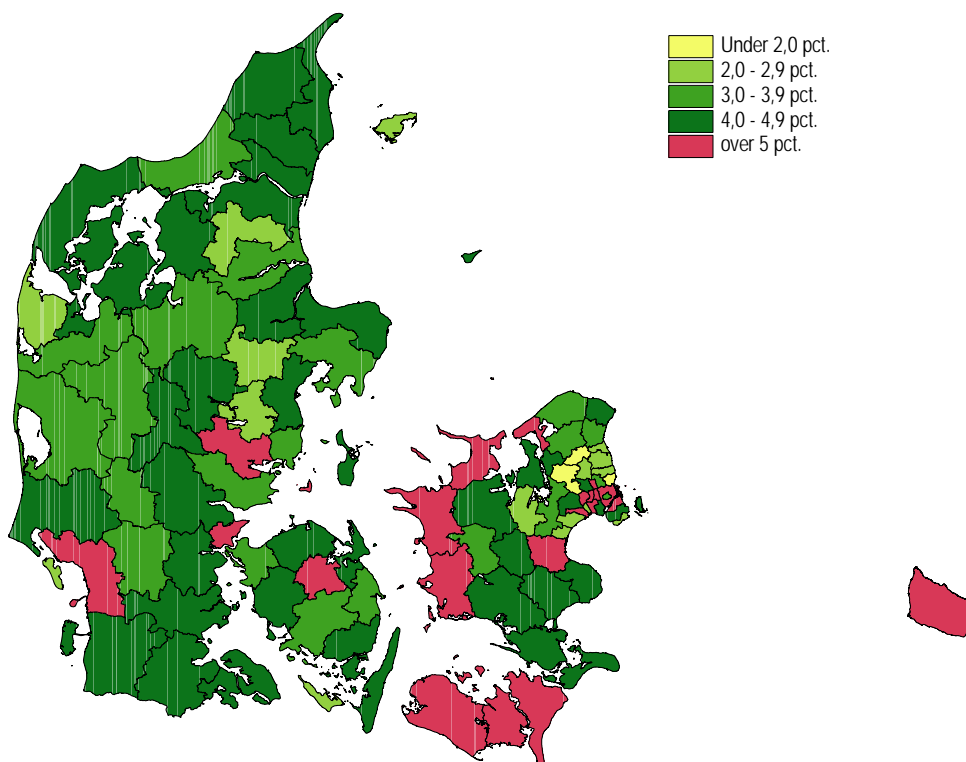 Under 2,0 pct.
2,0 - 2,9 pct.
3,0 - 3,9 pct.
4,0 - 4,9 pct.
over 5 pct.